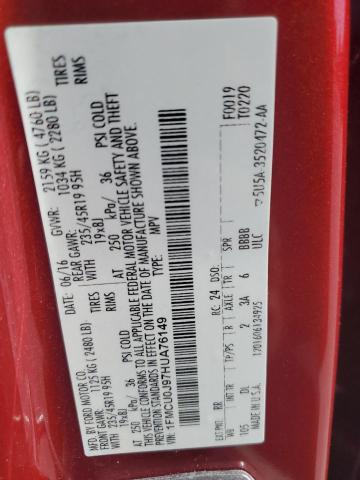 MFD. BY FORD MOTOR CO.
DATE: 06/16 GVWR: 2159 KG ( 4760 LB)
FRONT GAWR: 1125 KG ( 2480 LB) REAR GAWR: 1034 KG ( 2280 LB)
235/45R19 95H TIRES WITH 235/45R19 95H TIRES
19x8J RIMS 19x8J RIMS
AT 250 kPa/ 36 PSI COLD AT 250 kPa/ 36 PSI COLD
THIS VEHICLE CONFORMS TO ALL APPLICABLE FEDERAL MOTOR VEHICLE SAFETY AND THEFT
PREVENTION STANDARDS IN EFFECT ON THE DATE OF MANUFACTURE SHOWN ABOVE.
VIN: 1FMCU0J97HUA76149
TYPE: MPV
F0019
T0220
EXT PNT: RR RC: 24 DSO:
WB INT TR TP/PS R AXLE TR SPR
105 DL 2 3A 6 BBBB
1201606134925 ULC
MADE IN U.S.A. 5U5A 3520472-AA